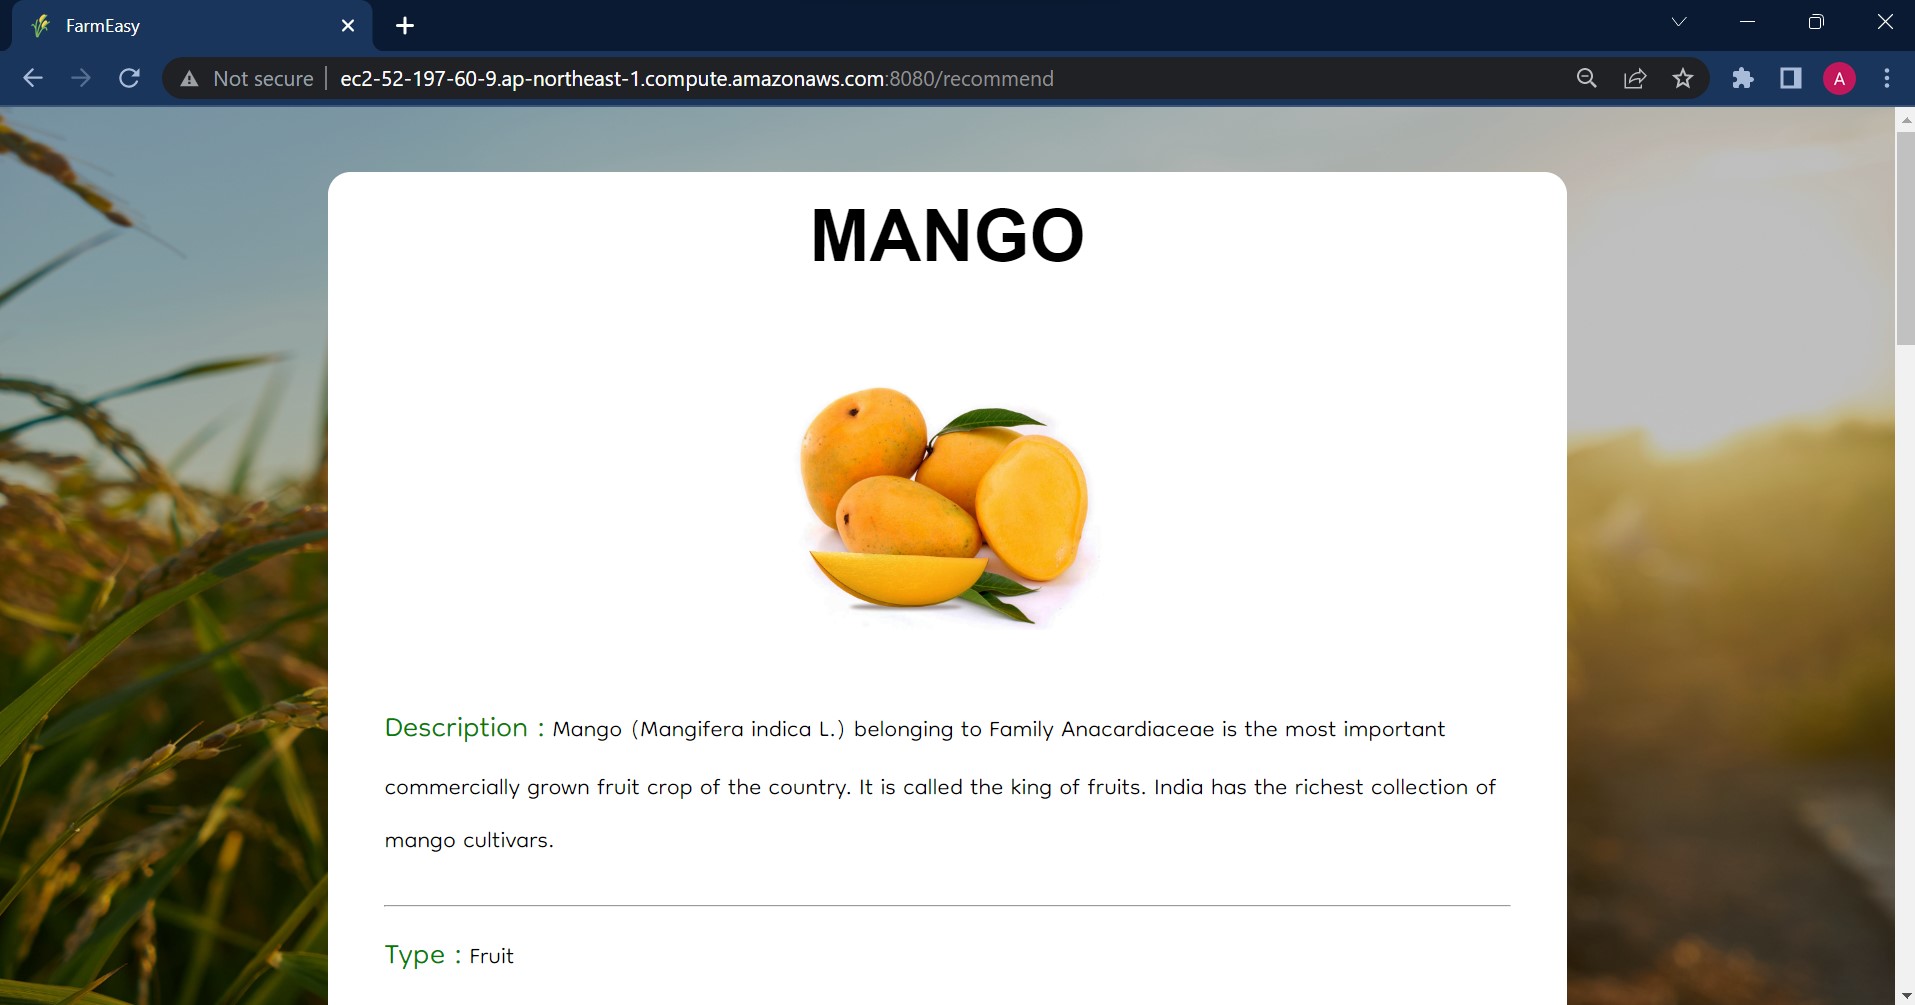 FarmEasy
Not secure ec2-52-197-60-9.ap-northeast-1.compute.amazonaws.com:8080/recommend
A
MANGO
Description : Mango (Mangifera indica L.) belonging to Family Anacardiaceae is the most important
commercially grown fruit crop of the country. It is called the king of fruits. India has the richest collection of
mango cultivars.
Type : Fruit